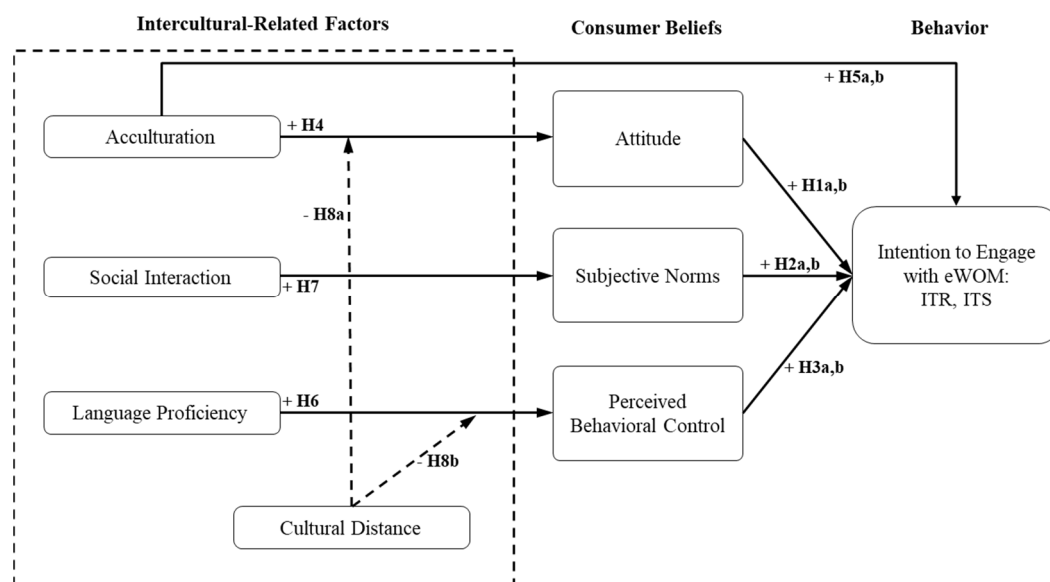 Intercultural-Related Factors
Consumer Beliefs
Behavior
+ H5a,b
Acculturation
+ H4
Attitude
+ H1a,b
- H8a
Social Interaction
+ H7
Subjective Norms
+ H2a,b
Intention to Engage
with eWOM:
ITR, ITS
+ H3a,b
Language Proficiency
+ H6
Perceived
Behavioral Control
- H8b
Cultural Distance